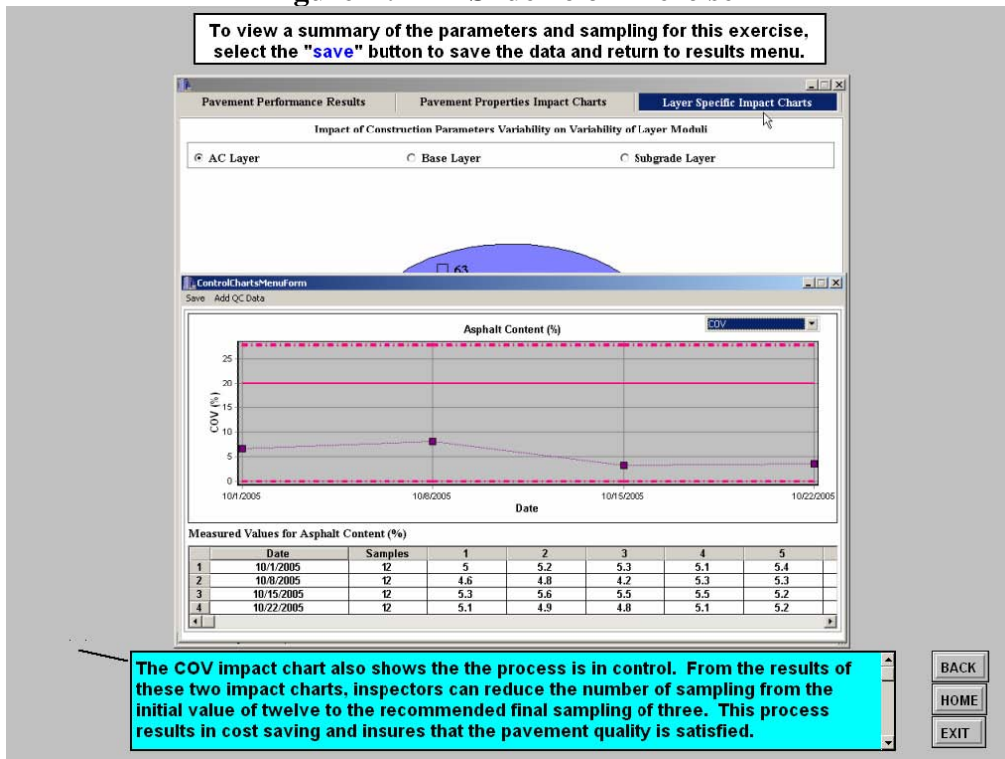 To view a summary of the parameters and sampling for this exercise,
select the "save" button to save the data and return to results menu.
Pavement Performance Results Pavement Properties Impact Charts Layer Specific Impact Charts
Impact of Construction Parameters Variability on Variability of Layer Moduli
AC Layer Base Layer Subgrade Layer
63
ControlChartsMenuForm
Save Add QC Data
Asphalt Content (%)
COV
25
20
15
10
5
0
COV (%)
10/1/2005 10/8/2005 10/15/2005 10/22/2005
Date
Measured Values for Asphalt Content (%)
Date Samples 1 2 3 4 5
1 10/1/2005 12 5 5.2 5.3 5.1 5.4
2 10/8/2005 12 4.6 4.8 4.2 5.3 5.3
3 10/15/2005 12 5.3 5.6 5.5 5.5 5.2
4 10/22/2005 12 5.1 4.9 4.8 5.1 5.2
The COV impact chart also shows the the process is in control. From the results of
these two impact charts, inspectors can reduce the number of sampling from the
initial value of twelve to the recommended final sampling of three. This process
results in cost saving and insures that the pavement quality is satisfied.
BACK
HOME
EXIT